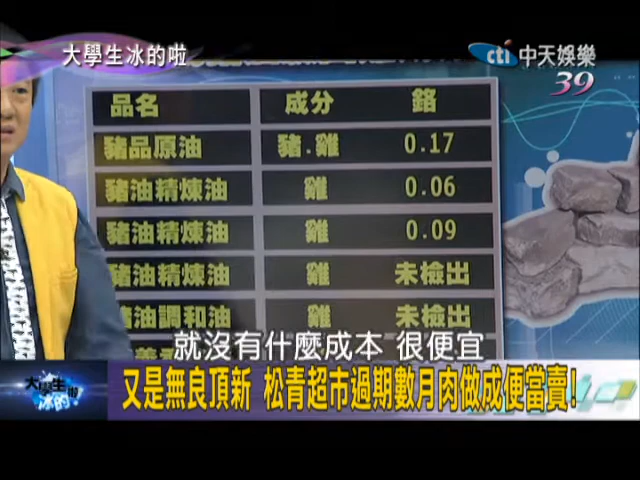 大學生冰的啦
cti 中天娛樂
39
品名 成分 鉻
豬品原油 豬.雞 0.17
豬油精煉油 雞 0.06
豬油精煉油 雞 0.09
豬油精煉油 雞 未檢出
油調和油 雞 未檢出
就沒有什麼成本 很便宜
大學生冰的啦
又是無良頂新 松青超市過期數月肉做成便當賣!